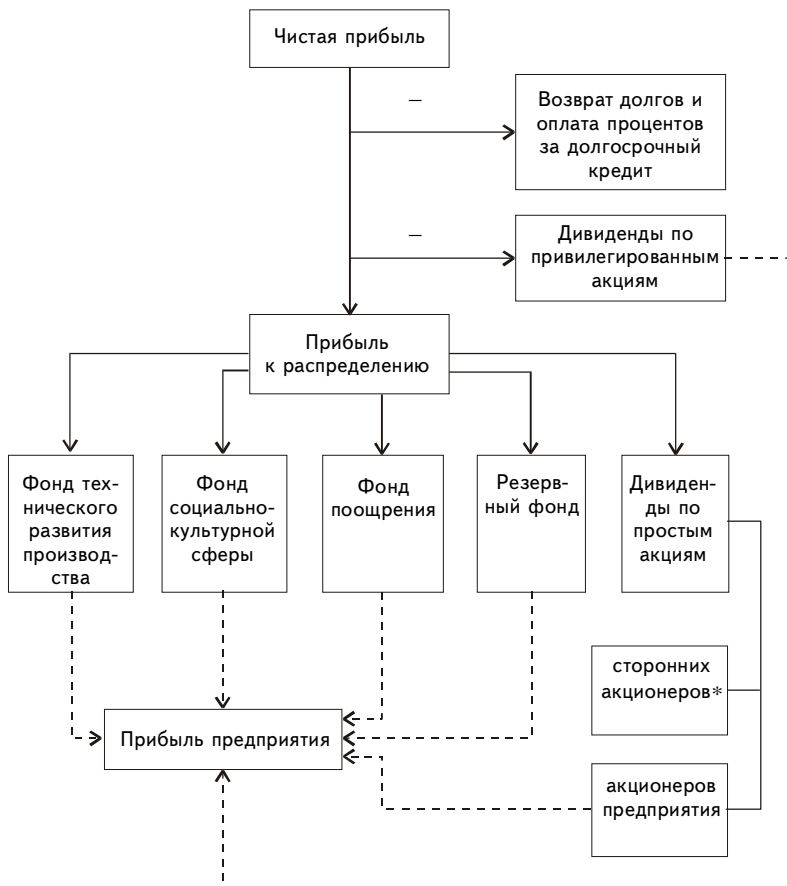 Чистая прибыль
–
Возврат долгов и
оплата процентов
за долгосрочный
кредит
–
Дивиденды по
привилегированным
акциям
Прибыль
к распределению
Фонд тех-
нического
развития
производ-
ства
Фонд
социально-
культурной
сферы
Фонд
поощрения
Резерв-
ный фонд
Дивиден-
ды по
простым
акциям
сторонних
акционеров*
Прибыль предприятия
акционеров
предприятия